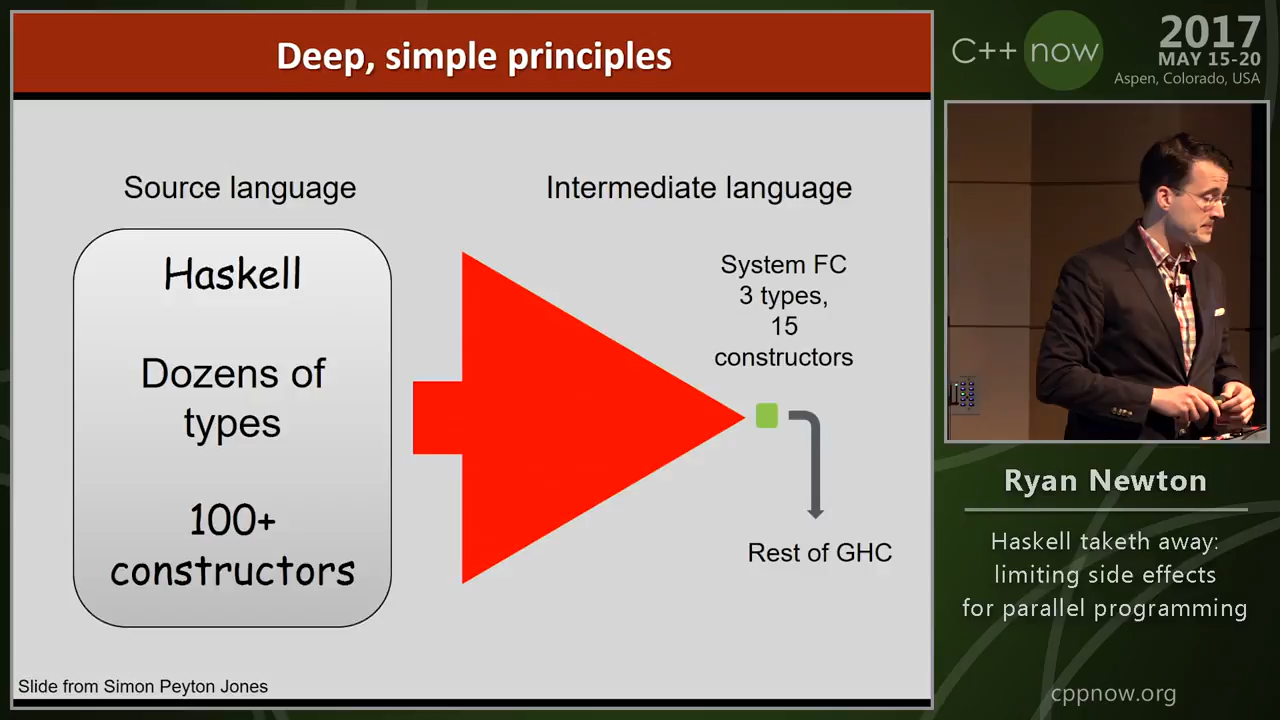 Deep, simple principles
Source language
Haskell
Dozens of
types
100+
constructors
Intermediate language
System FC
3 types,
15
constructors
Rest of GHC
Slide from Simon Peyton Jones
C++ now
2017
MAY 15-20
Aspen, Colorado, USA
Ryan Newton
Haskell taketh away:
limiting side effects
for parallel programming
cppnow.org